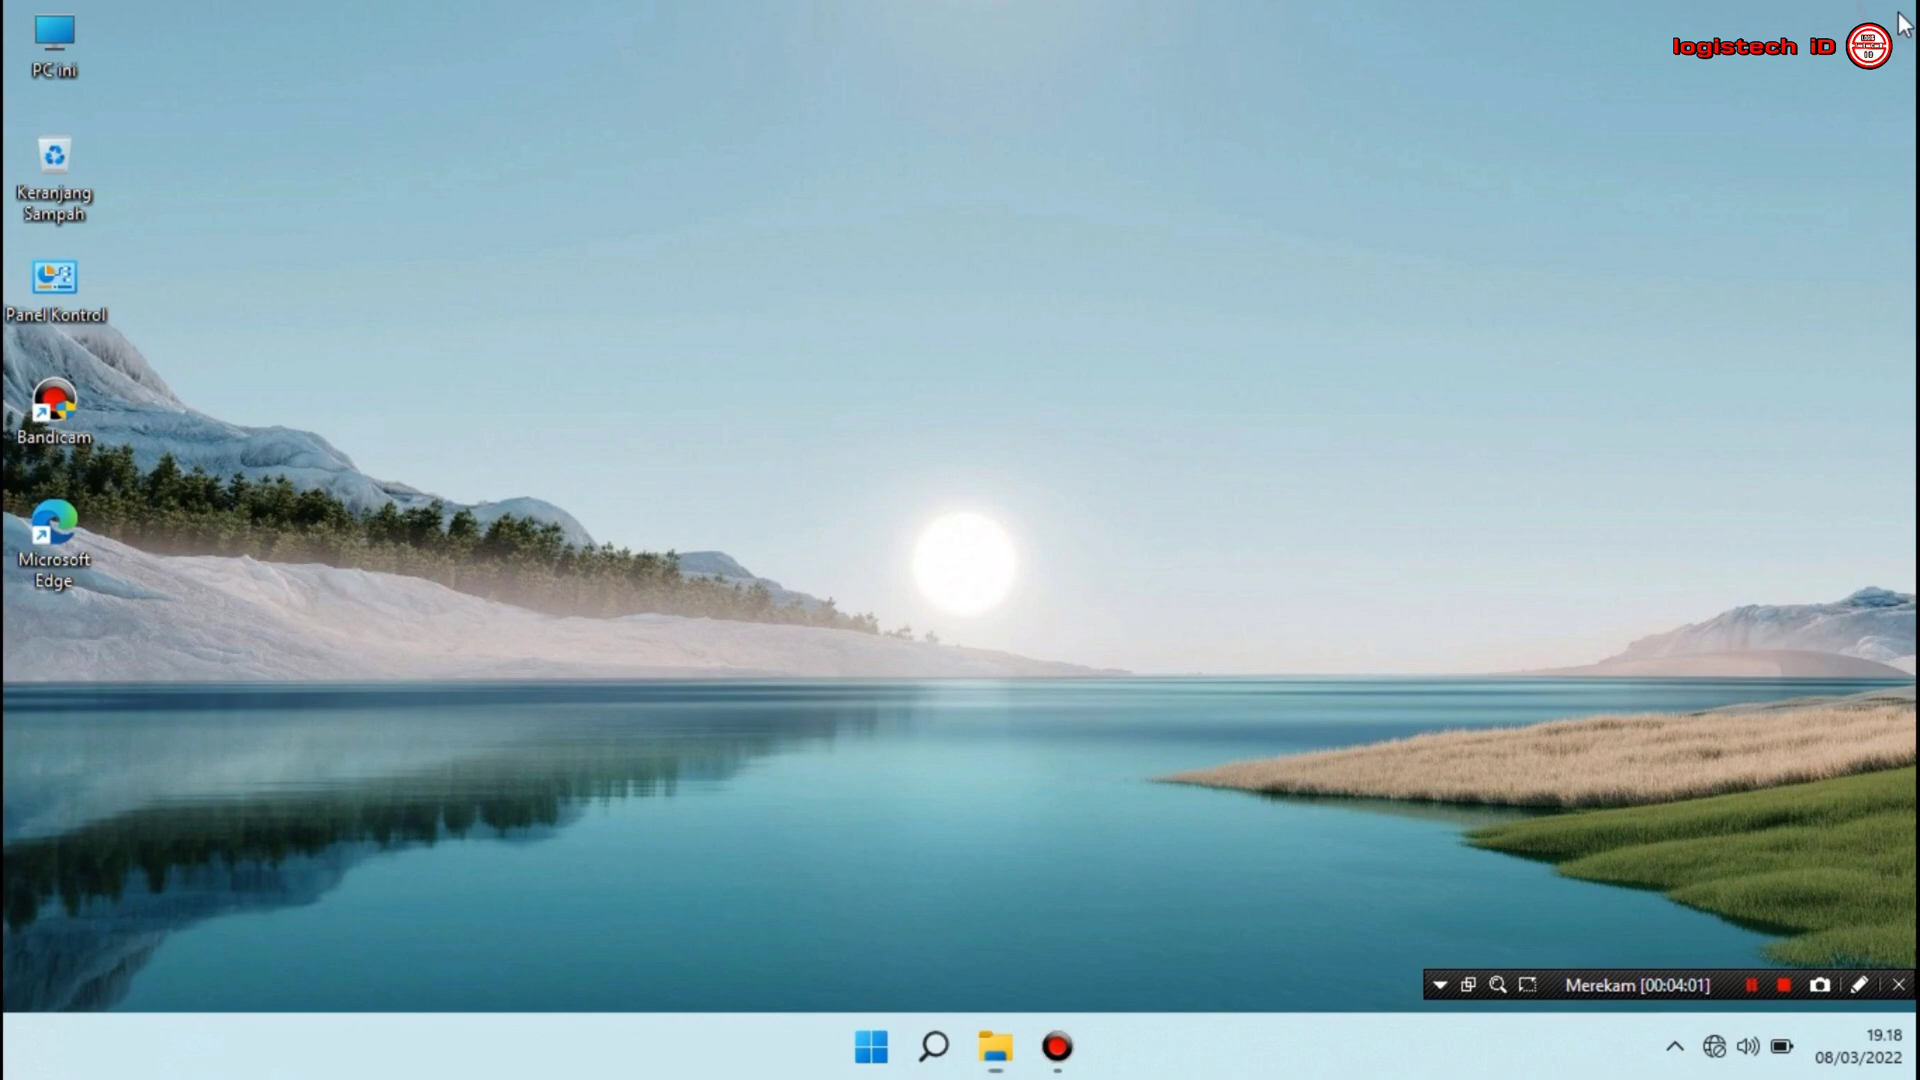 PC ini
logistech iD
Keranjang
Sampah
Panel Kontrol
Bandicam
Microsoft
Edge
Merekam [00:04:01]
19.18
08/03/2022